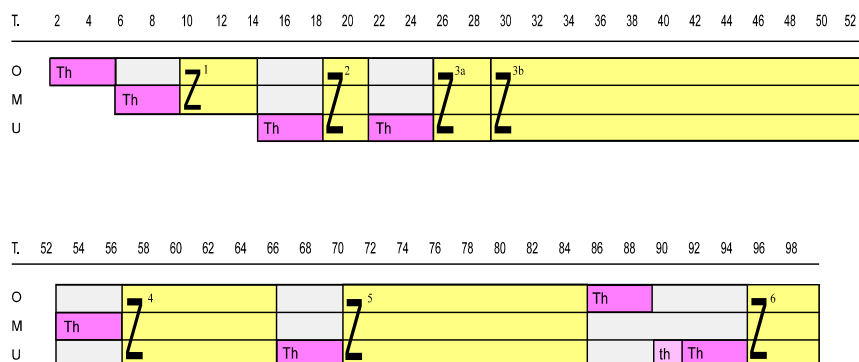 T. 2 4 6 8 10 12 14 16 18 20 22 24 26 28 30 32 34 36 38 40 42 44 46 48 50 52
O Th Z 1 Z 2 Z 3a Z 3b
M Th
U Th Th
T. 52 54 56 58 60 62 64 66 68 70 72 74 76 78 80 82 84 86 88 90 92 94 96 98
O Z 4 Z 5 Th Z 6
M Th
U Th th Th